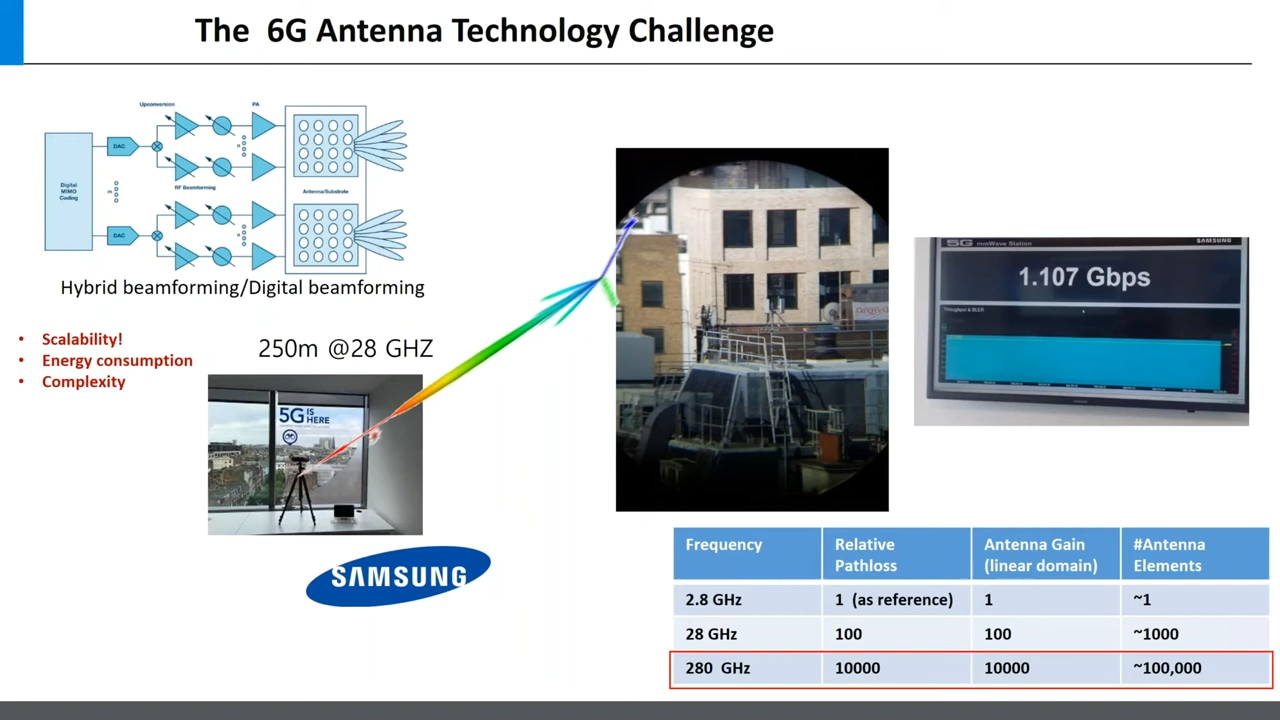 The 6G Antenna Technology Challenge
Upconversion
PA
DAC
n
Digital
MIMO
Coding
m
RF Beamforming
Antenna/Substrate
DAC
n
Hybrid beamforming/Digital beamforming
• Scalability!
• Energy consumption
• Complexity
250m @28 GHZ
5G IS
HERE
SAMSUNG
5G mmWave Station
SAMSUNG
1.107 Gbps
Throughput & BLER
Frequency
Relative
Pathloss
Antenna Gain
(linear domain)
#Antenna
Elements
2.8 GHz
1 (as reference)
1
~1
28 GHz
100
100
~1000
280 GHz
10000
10000
~100,000